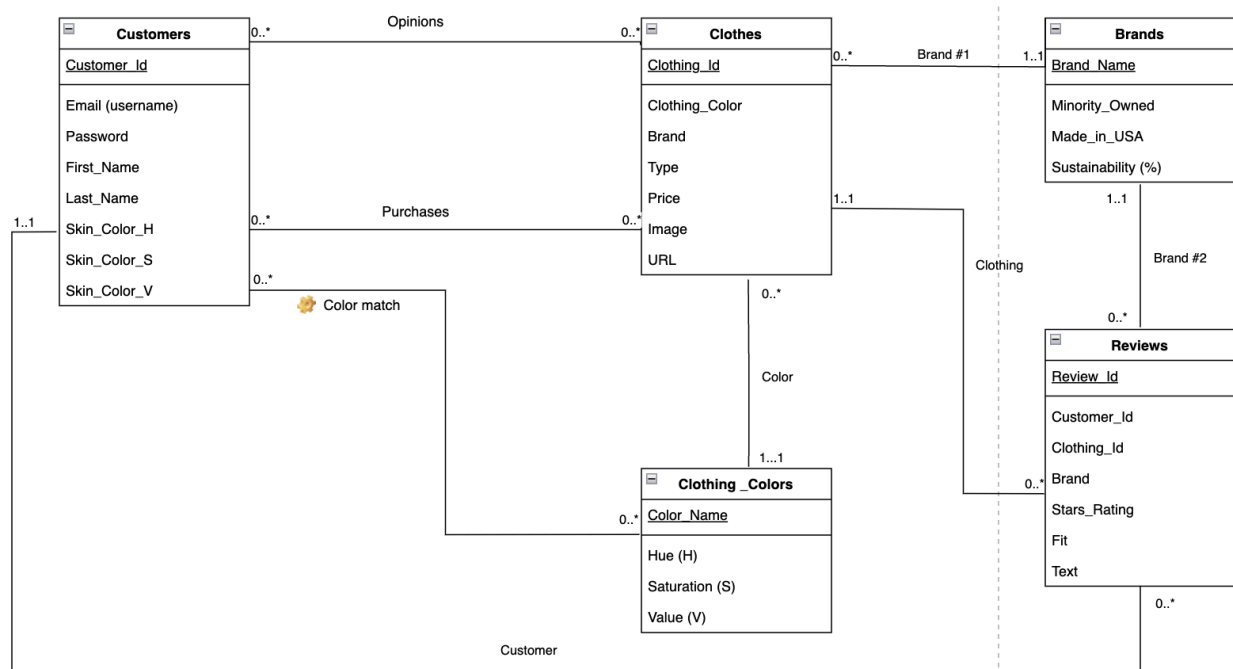 Customers
Customer_Id
Email (username)
Password
First_Name
Last_Name
Skin_Color_H
Skin_Color_S
Skin_Color_V
Opinions
0..*
0..*
Purchases
0..*
0..*
1..1
0..*
Color match
0..*
Clothes
Clothing_Id
Clothing_Color
Brand
Type
Price
Image
URL
0..*
Brand #1
1..1
Brands
Brand_Name
Minority_Owned
Made_in_USA
Sustainability (%)
1..1
Clothing
1..1
Brand #2
0..*
0..*
Color
1...1
Clothing _Colors
Color_Name
Hue (H)
Saturation (S)
Value (V)
0..*
Reviews
Review_Id
Customer_Id
Clothing_Id
Brand
Stars_Rating
Fit
Text
0..*
Customer